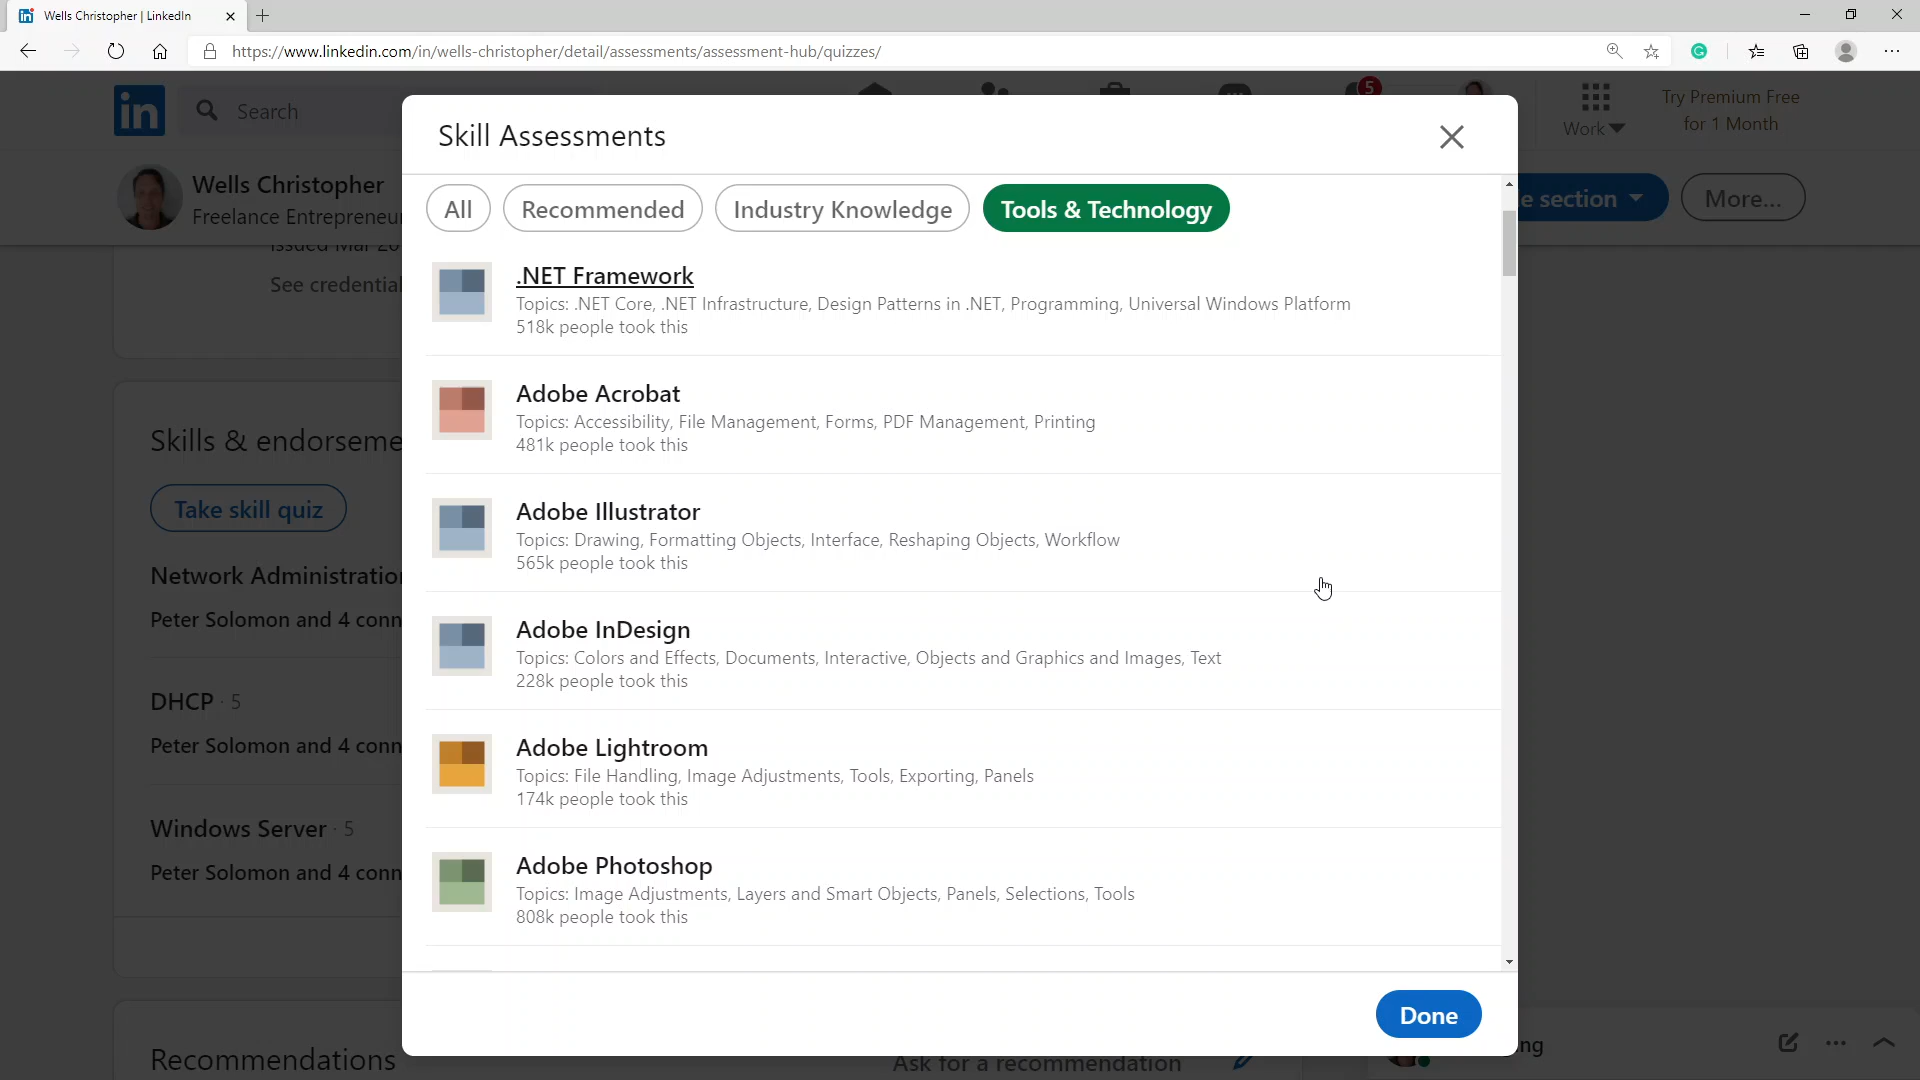 Wells Christopher | LinkedIn
https://www.linkedin.com/in/wells-christopher/detail/assessments/assessment-hub/quizzes/
in
Search
5
Work
Try Premium Free
for 1 Month
Wells Christopher
Freelance Entrepreneu
e section
More...
Issued Mar 20
See credential
Skills & endorseme
Take skill quiz
Network Administratio
Peter Solomon and 4 conn
DHCP · 5
Peter Solomon and 4 conn
Windows Server · 5
Peter Solomon and 4 conn
Recommendations
Skill Assessments
All
Recommended
Industry Knowledge
Tools & Technology
.NET Framework
Topics: .NET Core, .NET Infrastructure, Design Patterns in .NET, Programming, Universal Windows Platform
518k people took this
Adobe Acrobat
Topics: Accessibility, File Management, Forms, PDF Management, Printing
481k people took this
Adobe Illustrator
Topics: Drawing, Formatting Objects, Interface, Reshaping Objects, Workflow
565k people took this
Adobe InDesign
Topics: Colors and Effects, Documents, Interactive, Objects and Graphics and Images, Text
228k people took this
Adobe Lightroom
Topics: File Handling, Image Adjustments, Tools, Exporting, Panels
174k people took this
Adobe Photoshop
Topics: Image Adjustments, Layers and Smart Objects, Panels, Selections, Tools
808k people took this
Done
Ask for a recommendation
ng